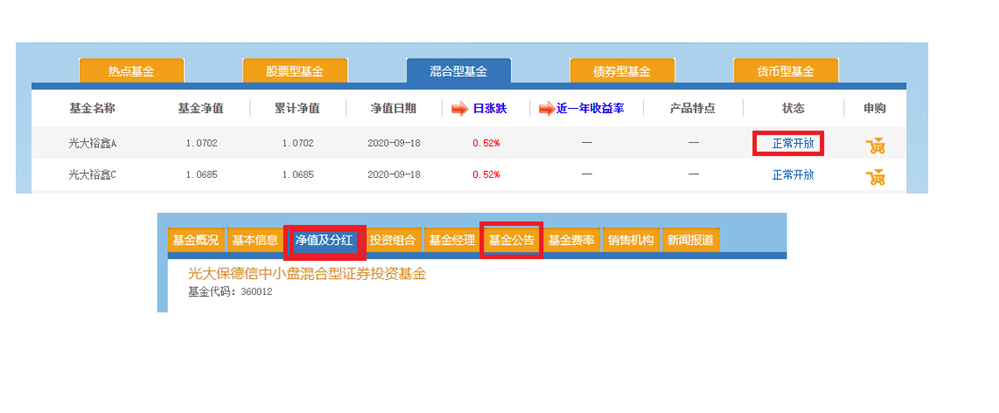 热点基金 股票型基金 混合型基金 债券型基金 货币型基金
基金名称 基金净值 累计净值 净值日期 日涨跌 近一年收益率 产品特点 状态 申购
光大裕鑫A 1.0702 1.0702 2020-09-18 0.52% — — 正常开放
光大裕鑫C 1.0685 1.0685 2020-09-18 0.52% — — 正常开放
基金概况 基本信息 净值及分红 投资组合 基金经理 基金公告 基金费率 销售机构 新闻报道
光大保德信中小盘混合型证券投资基金
基金代码：360012